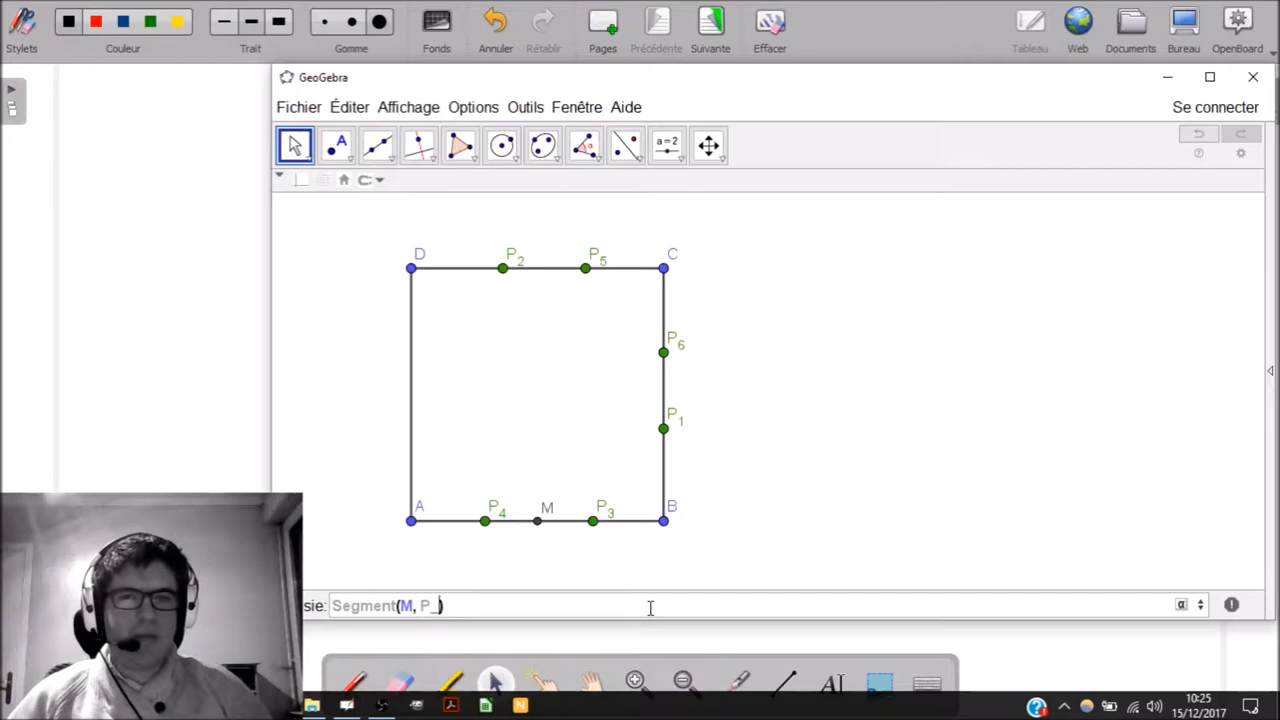 Stylets Couleur Trait Gomme Fonds Annuler Rétablir Pages Précédente Suivante Effacer Tableau Web Documents Bureau OpenBoard
GeoGebra
Fichier Éditer Affichage Options Outils Fenêtre Aide Se connecter
A α a=2
D P2 P5 C
P6
P1
A P4 M P3 B
sie: Segment(M, P_) α
A
N 10:25
15/12/2017